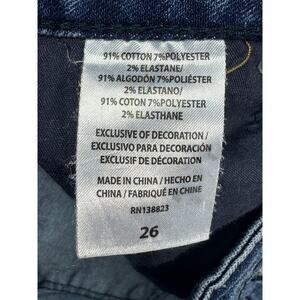 91% COTTON 7%POLYESTER
2% ELASTANE/
91% ALGODÓN 7%POLIÉSTER
2% ELASTANO/
91% COTON 7%POLYESTER
2% ELASTHANE
EXCLUSIVE OF DECORATION/
EXCLUSIVO PARA DECORACIÓN
EXCLUSIF DE DÉCORATION
MADE IN CHINA / HECHO EN
CHINA / FABRIQUÉ EN CHINE
RN138823
26